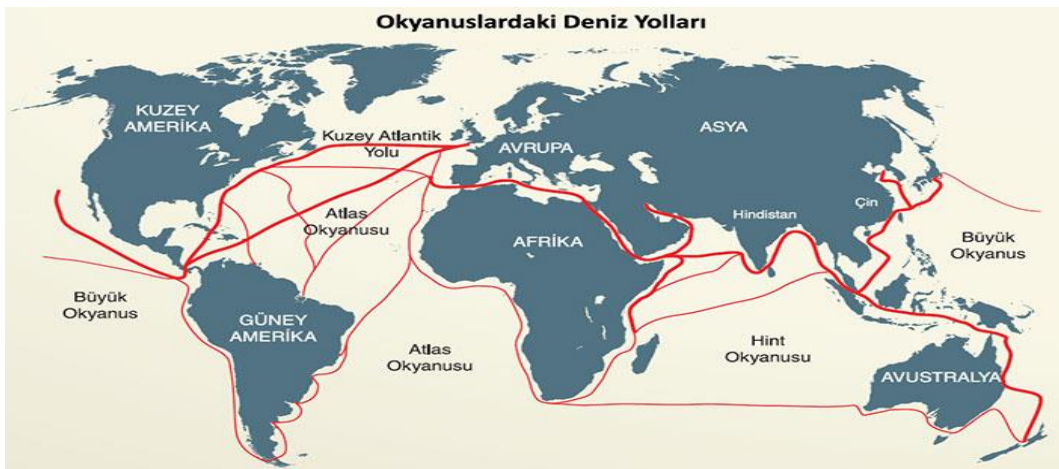 Okyanuslardaki Deniz Yolları
KUZEY
AMERİKA
Kuzey Atlantik
Yolu
AVRUPA
ASYA
Atlas
Okyanusu
AFRİKA
Hindistan
Çin
Büyük
Okyanus
Büyük
Okyanus
GÜNEY
AMERİKA
Atlas
Okyanusu
Hint
Okyanusu
AVUSTRALYA